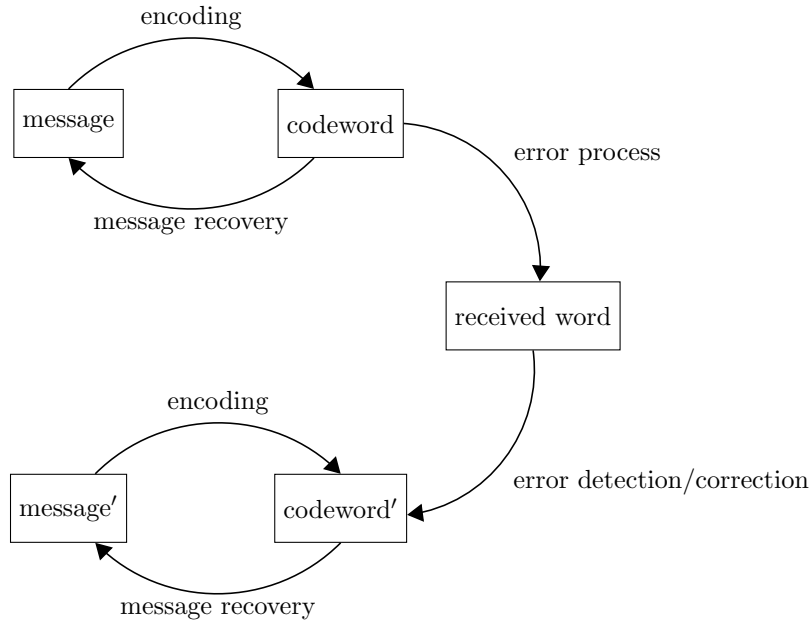 encoding
message
codeword
error process
message recovery
received word
encoding
error detection/correction
message′
codeword′
message recovery